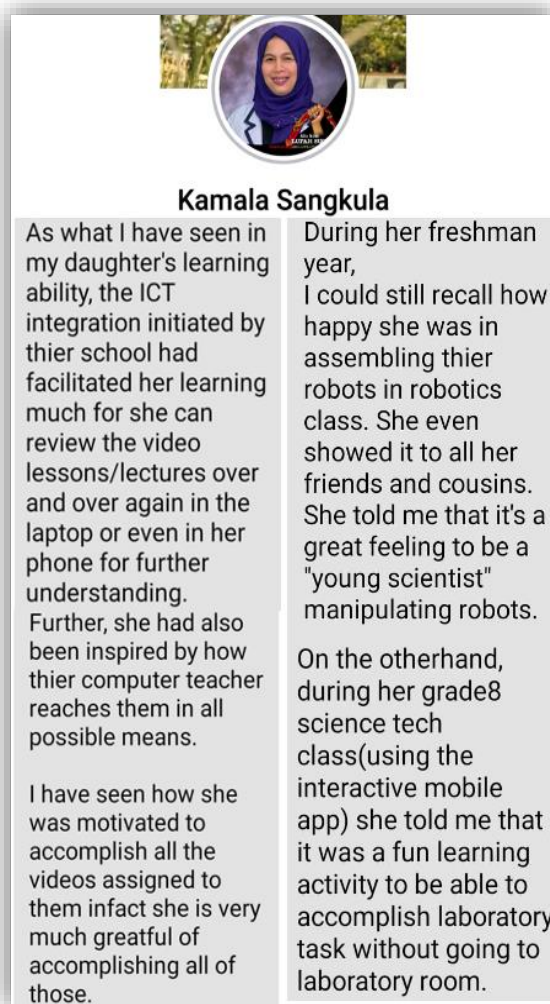 Kamala Sangkula
As what I have seen in
my daughter's learning
ability, the ICT
integration initiated by
thier school had
facilitated her learning
much for she can
review the video
lessons/lectures over
and over again in the
laptop or even in her
phone for further
understanding.
Further, she had also
been inspired by how
thier computer teacher
reaches them in all
possible means.
I have seen how she
was motivated to
accomplish all the
videos assigned to
them infact she is very
much greatful of
accomplishing all of
those.
During her freshman
year,
I could still recall how
happy she was in
assembling thier
robots in robotics
class. She even
showed it to all her
friends and cousins.
She told me that it's a
great feeling to be a
"young scientist"
manipulating robots.
On the otherhand,
during her grade8
science tech
class(using the
interactive mobile
app) she told me that
it was a fun learning
activity to be able to
accomplish laboratory
task without going to
laboratory room.